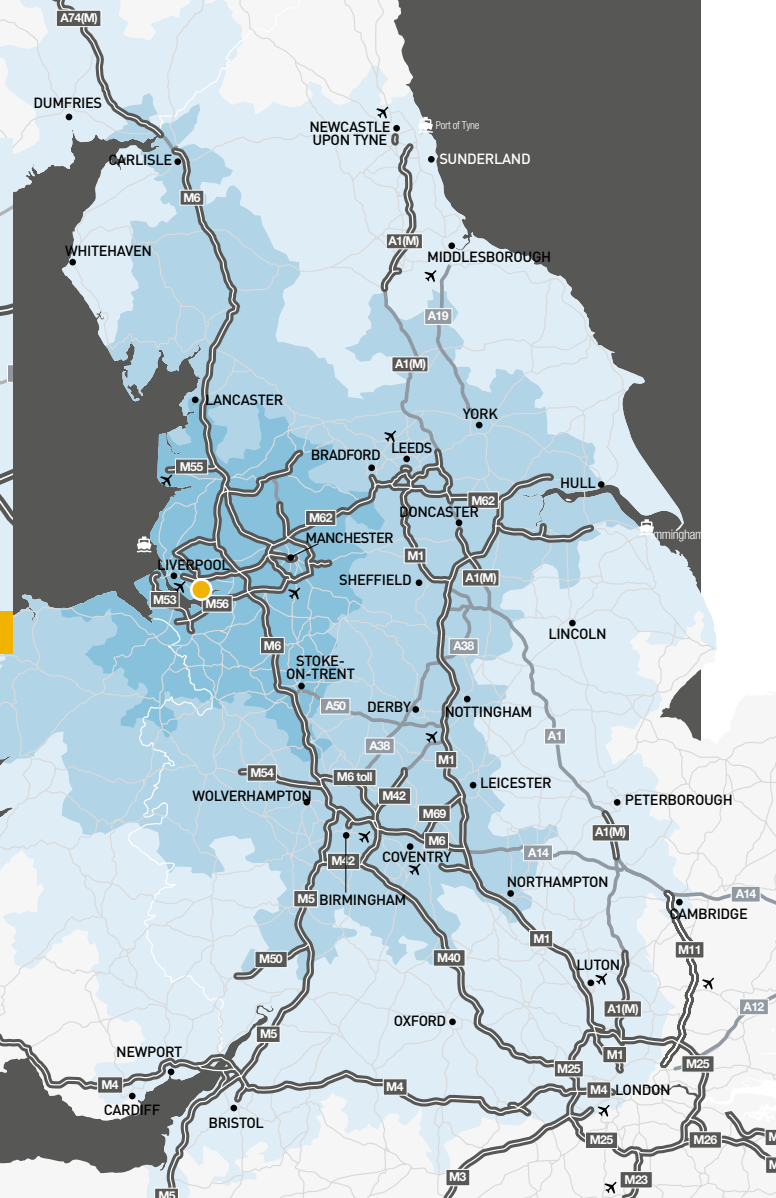 A74(M)
DUMFRIES
NEWCASTLE
UPON TYNE
Port of Tyne
CARLISLE
SUNDERLAND
M6
A1(M)
WHITEHAVEN
MIDDLESBOROUGH
A19
A1(M)
LANCASTER
YORK
BRADFORD
LEEDS
M55
HULL
M62
DONCASTER
M62
mmingham
MANCHESTER
M1
LIVERPOOL
SHEFFIELD
A1(M)
M53
M56
LINCOLN
M6
A38
STOKE-
ON-TRENT
A50
DERBY
NOTTINGHAM
A1
A38
M1
M54
M6 toll
LEICESTER
WOLVERHAMPTON
M42
PETERBOROUGH
M69
A1(M)
M6
COVENTRY
A14
M42
NORTHAMPTON
A14
M5
BIRMINGHAM
CAMBRIDGE
M1
M11
M50
M40
LUTON
A1(M)
A12
OXFORD
M5
NEWPORT
M1
M25
M25
M4
M4
M4
LONDON
CARDIFF
BRISTOL
M25
M26
M3
M23
M5